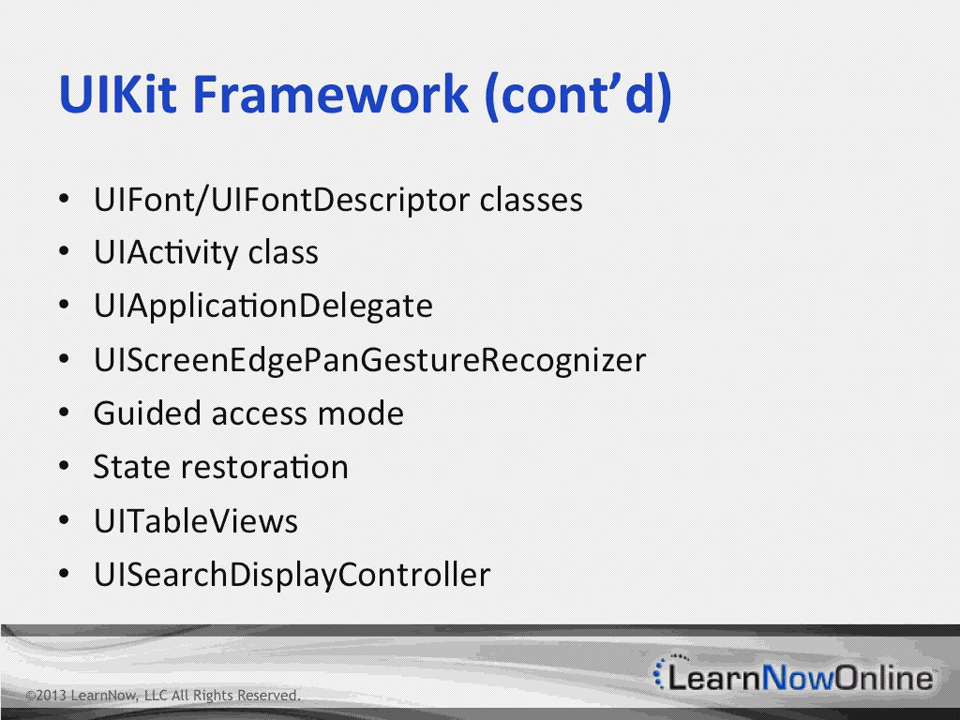 UIKit Framework (cont’d)
• UIFont/UIFontDescriptor classes
• UIActivity class
• UIApplicationDelegate
• UIScreenEdgePanGestureRecognizer
• Guided access mode
• State restoration
• UITableViews
• UISearchDisplayController
©2013 LearnNow, LLC All Rights Reserved.
LearnNowOnline™